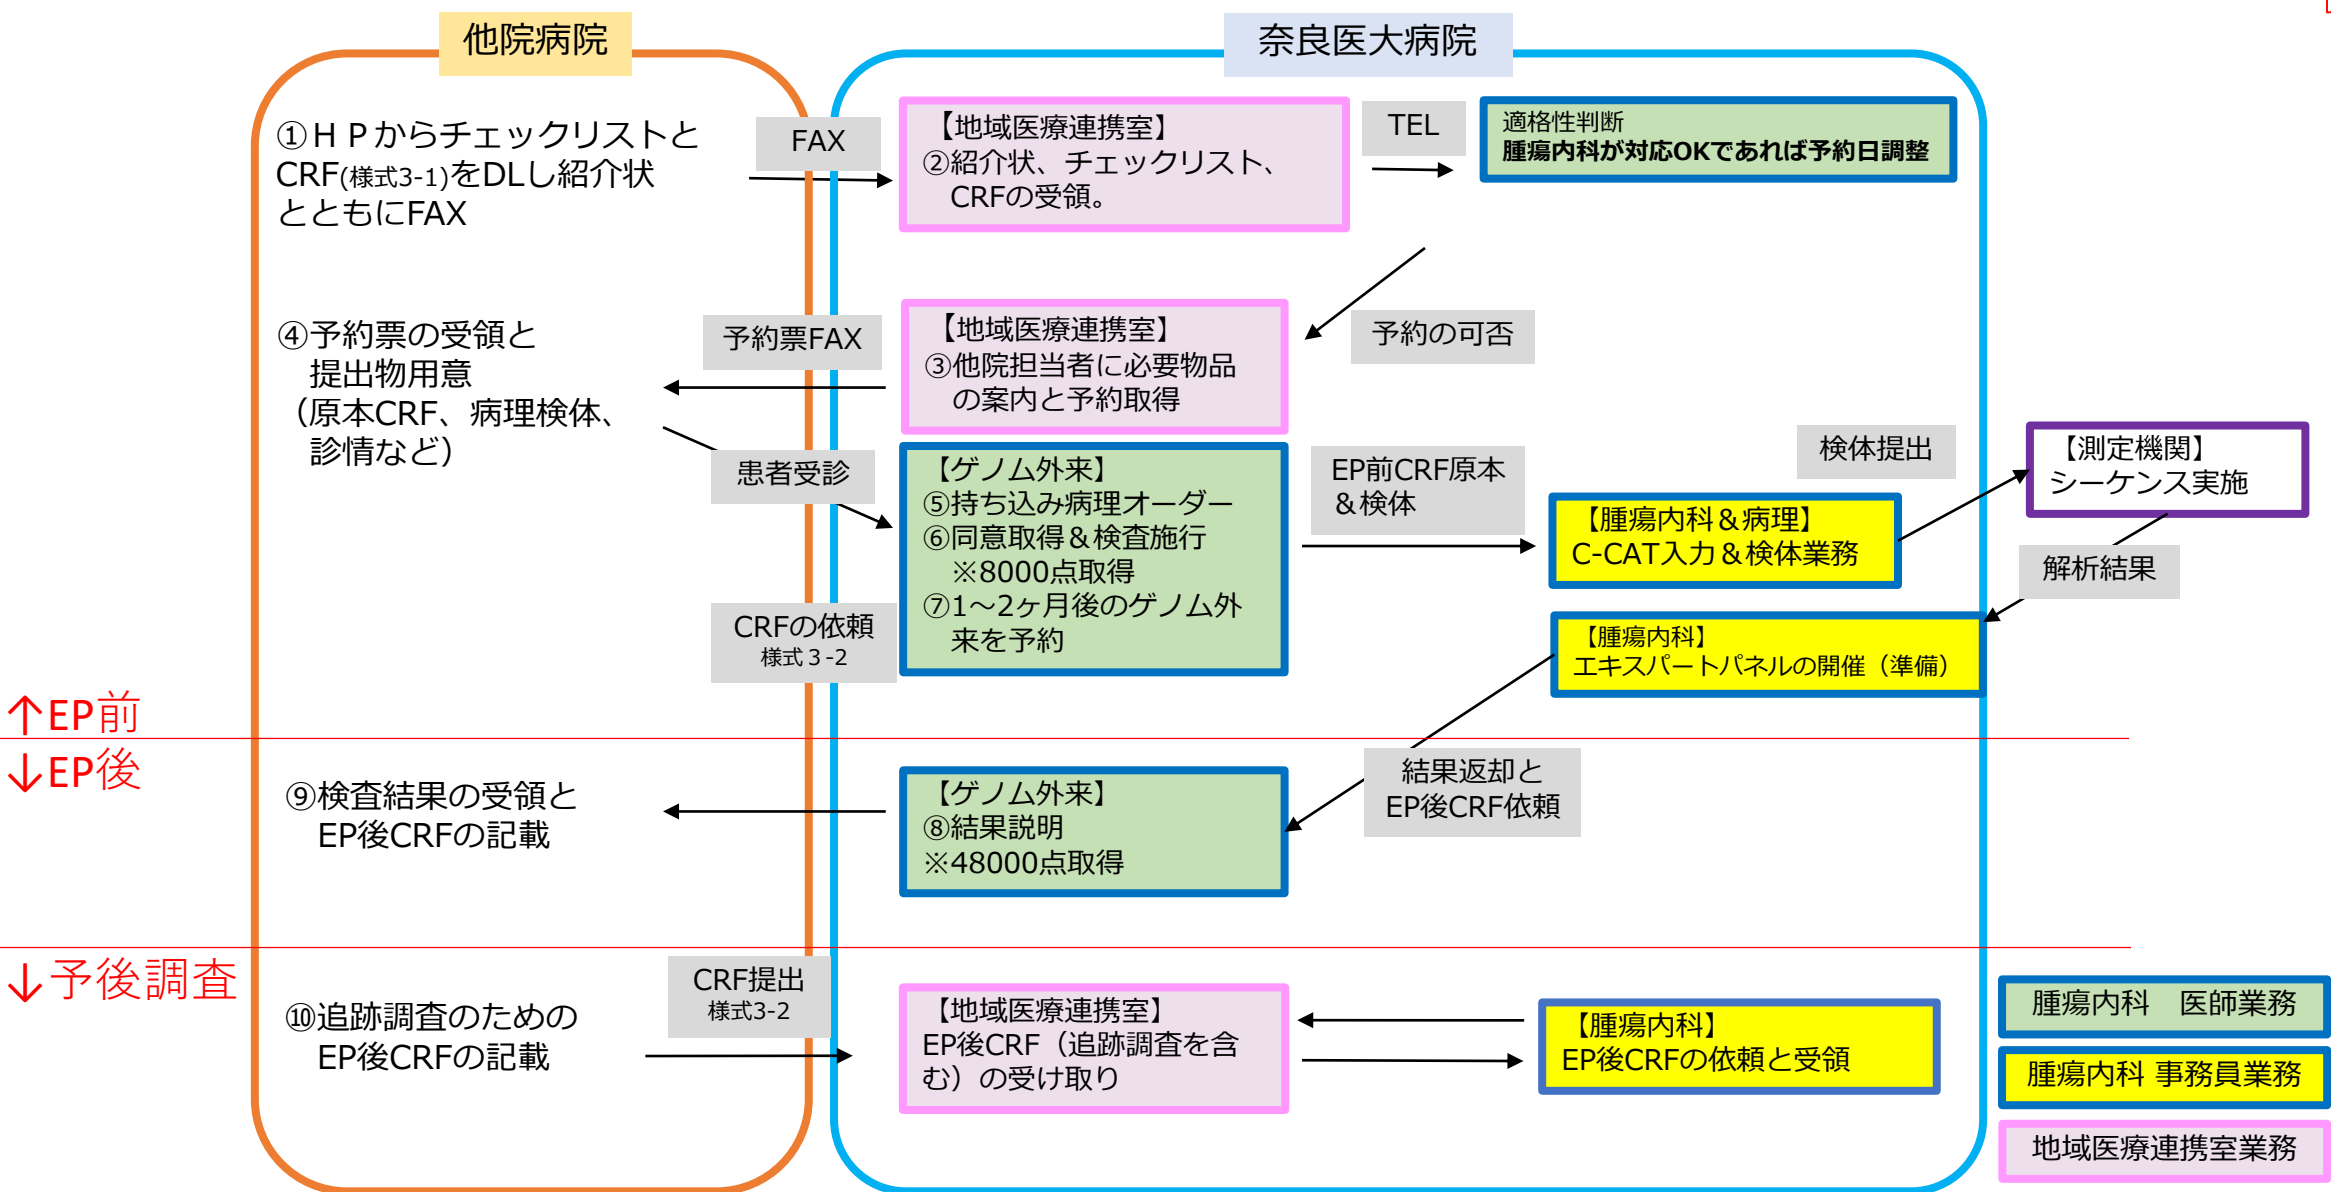 他院病院
奈良医大病院
①ＨＰからチェックリストと
CRF(様式3-1)をDLし紹介状
とともにFAX
FAX
【地域医療連携室】
②紹介状、チェックリスト、
CRFの受領。
TEL
適格性判断
腫瘍内科が対応OKであれば予約日調整
④予約票の受領と
提出物用意
（原本CRF、病理検体、
診情など）
予約票FAX
【地域医療連携室】
③他院担当者に必要物品
の案内と予約取得
予約の可否
患者受診
【ゲノム外来】
⑤持ち込み病理オーダー
⑥同意取得＆検査施行
※8000点取得
⑦1～2ヶ月後のゲノム外
来を予約
EP前CRF原本
＆検体
【腫瘍内科＆病理】
C-CAT入力＆検体業務
検体提出
【測定機関】
シーケンス実施
解析結果
CRFの依頼
様式３-2
【腫瘍内科】
エキスパートパネルの開催（準備）
↑EP前
↓EP後
⑨検査結果の受領と
EP後CRFの記載
【ゲノム外来】
⑧結果説明
※48000点取得
結果返却と
EP後CRF依頼
↓予後調査
⑩追跡調査のための
EP後CRFの記載
CRF提出
様式3-2
【地域医療連携室】
EP後CRF（追跡調査を含
む）の受け取り
【腫瘍内科】
EP後CRFの依頼と受領
腫瘍内科　医師業務
腫瘍内科 事務員業務
地域医療連携室業務